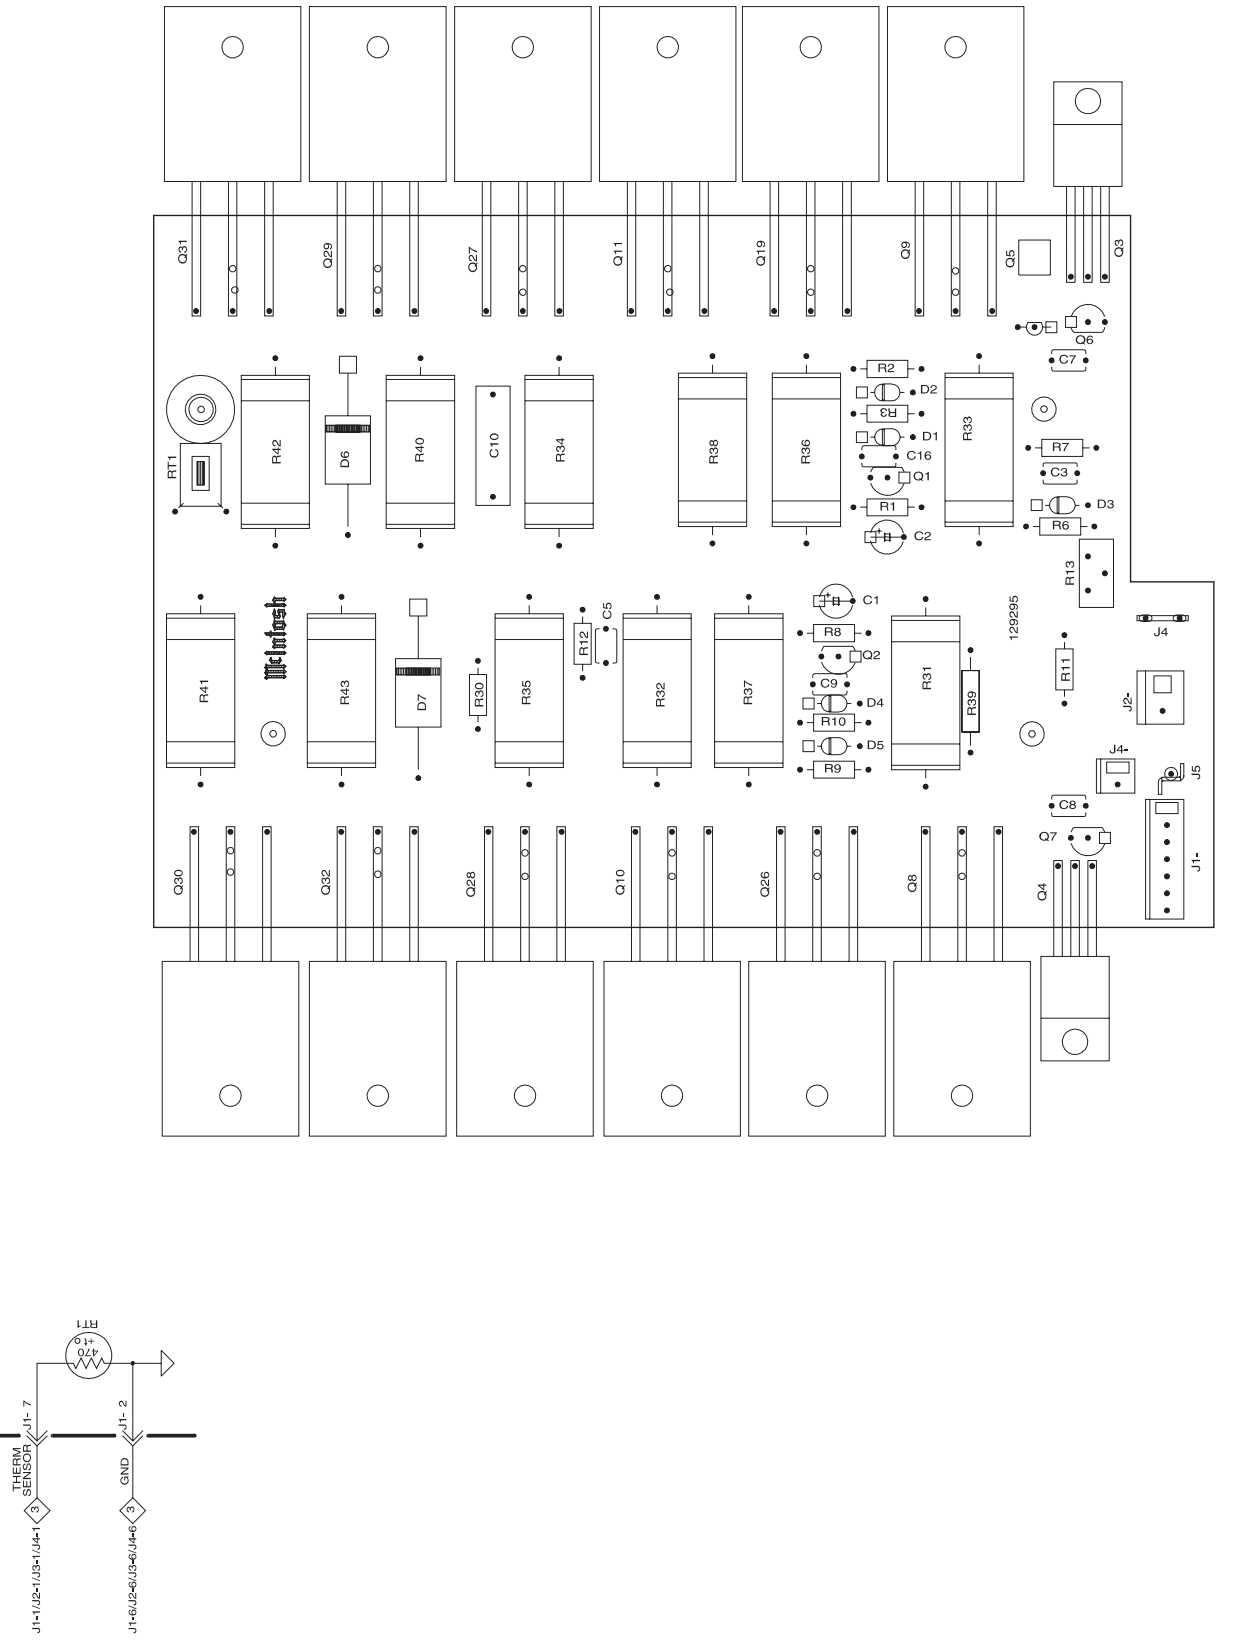 Q31
Q29
Q27
Q11
Q19
Q9
Q5
Q3
Q6
C7
RT1
R42
D6
R40
C10
R34
R38
R36
R2
D2
R3
D1
C16
Q1
R1
C2
R33
R7
C3
D3
R6
R13
McIntosh
R41
R43
D7
R30
R35
R12
C5
R32
R37
C1
R8
Q2
C9
D4
R10
D5
R9
R31
R39
129295
R11
J4
J2-
J4-
J5
C8
Q7
J1-
Q30
Q32
Q28
Q10
Q26
Q8
Q4
RT1
+t o
470
J1- 7
J1- 2
THERM
SENSOR
GND
3
3
J1-1/J2-1/J3-1/J4-1
J1-6/J2-6/J3-6/J4-6